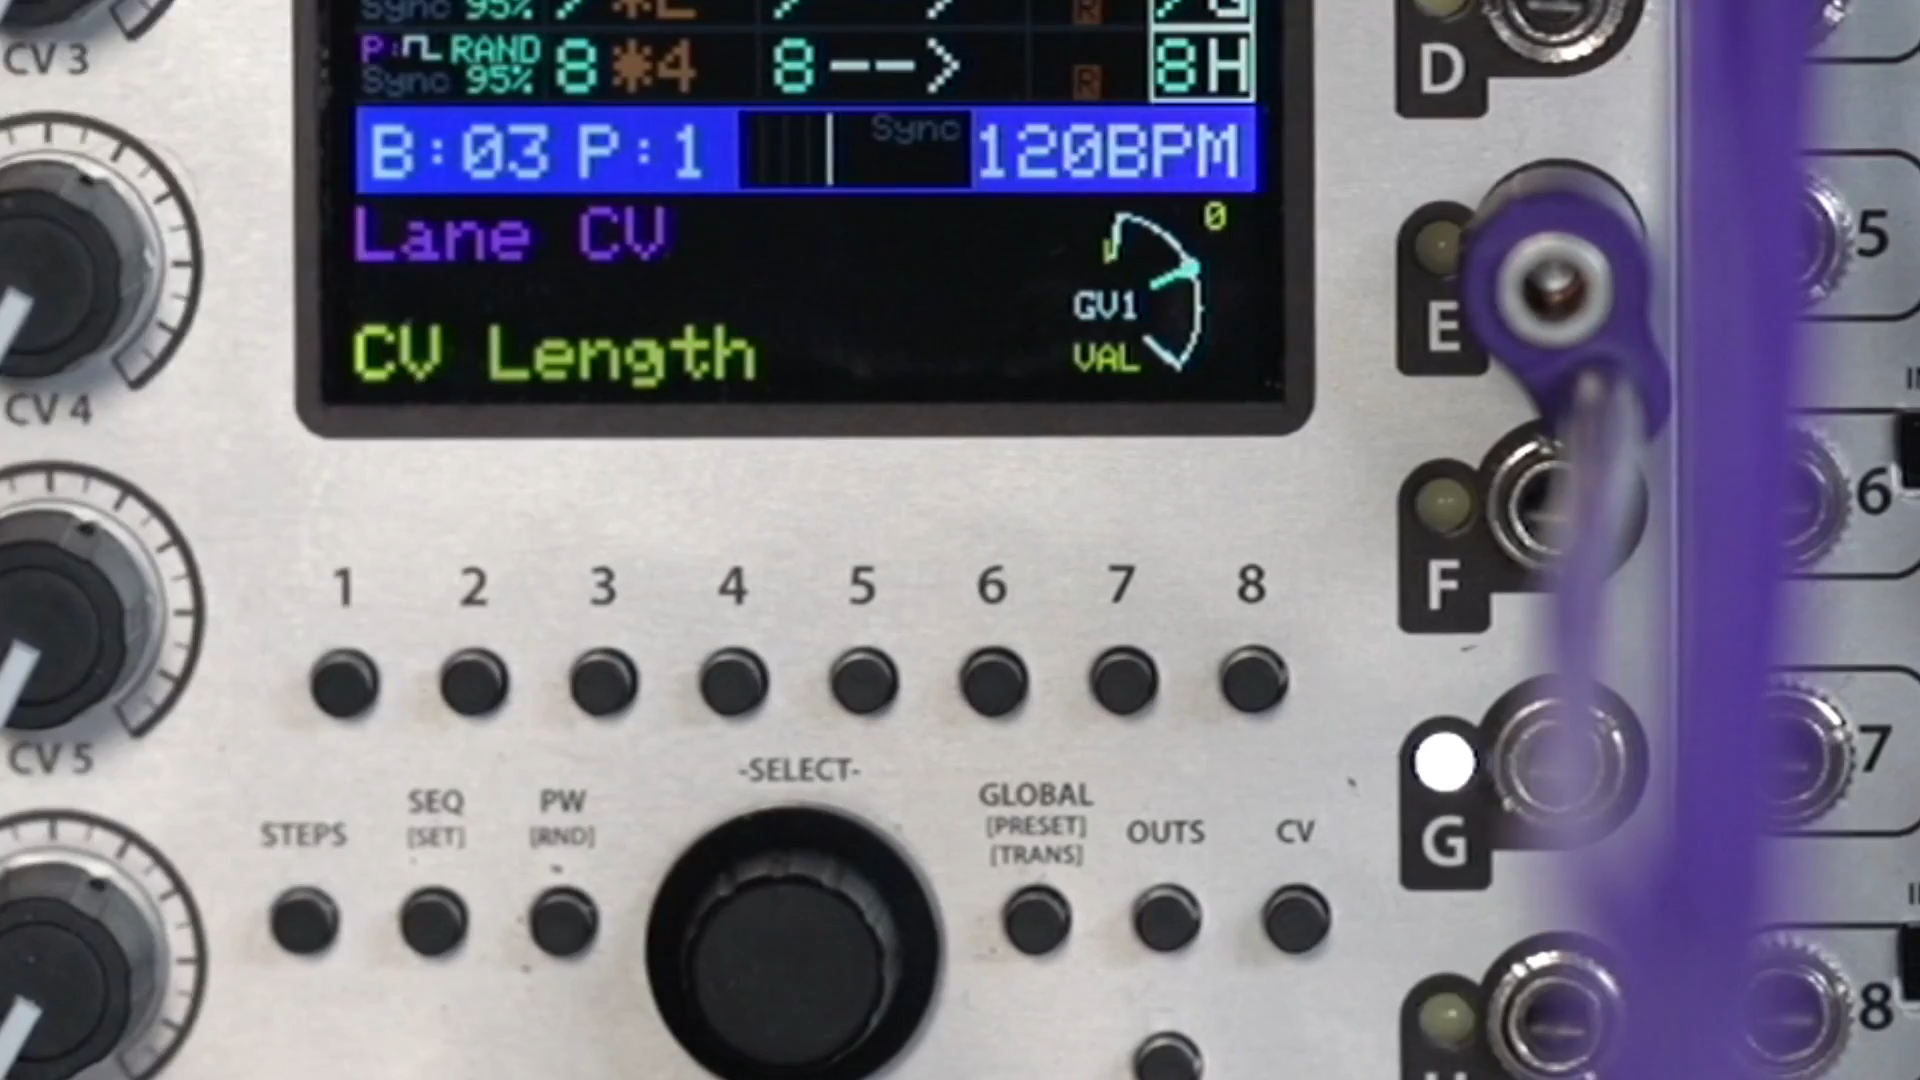 Sync 95%
P: RAND 8 *4 8 --> R 8H
Sync 95%
B:03 P:1 Sync 120BPM
Lane CV 0
GV1
CV Length VAL
CV 3
CV 4
CV 5
1 2 3 4 5 6 7 8
-SELECT-
STEPS SEQ PW GLOBAL OUTS CV
[SET] [RND] [PRESET]
[TRANS]
D
E
F
G
5
6
7
8